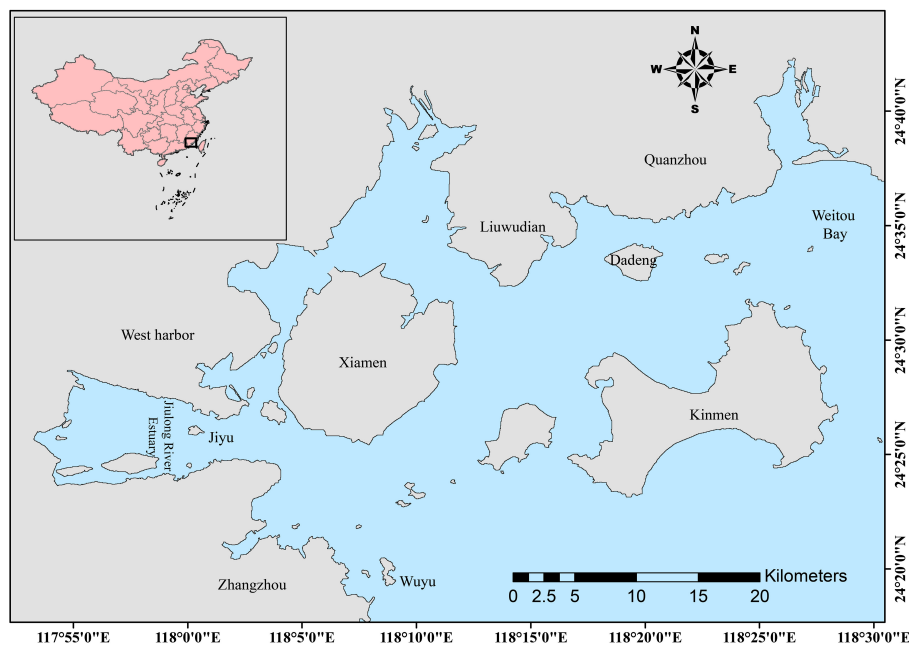 N
W
E
S
Quanzhou
Weitou
Bay
Liuwudian
Dadeng
West harbor
Xiamen
Kinmen
Jiulong River
Estuary
Jiyu
Zhangzhou
Wuyu
Kilometers
0 2.5 5 10 15 20
24°40'0"N
24°35'0"N
24°30'0"N
24°25'0"N
24°20'0"N
117°55'0"E 118°0'0"E 118°5'0"E 118°10'0"E 118°15'0"E 118°20'0"E 118°25'0"E 118°30'0"E